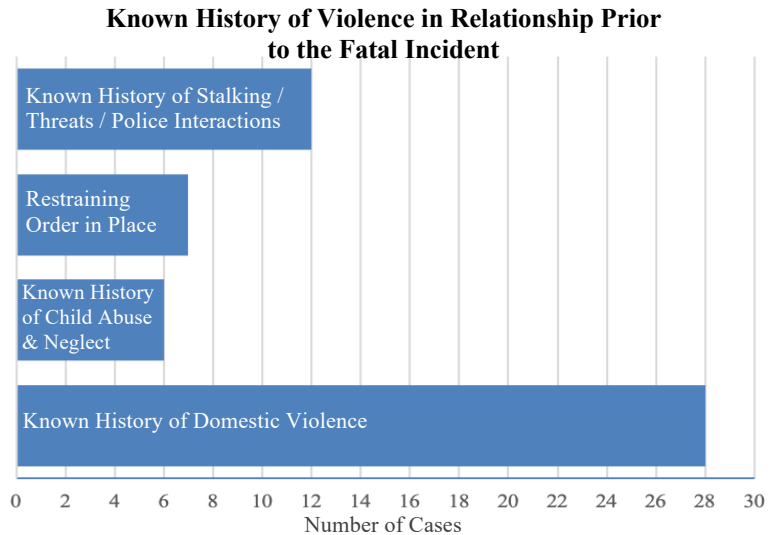 Known History of Violence in Relationship Prior
to the Fatal Incident
Known History of Stalking /
Threats / Police Interactions
Restraining
Order in Place
Known History
of Child Abuse
& Neglect
Known History of Domestic Violence
0 2 4 6 8 10 12 14 16 18 20 22 24 26 28 30
Number of Cases